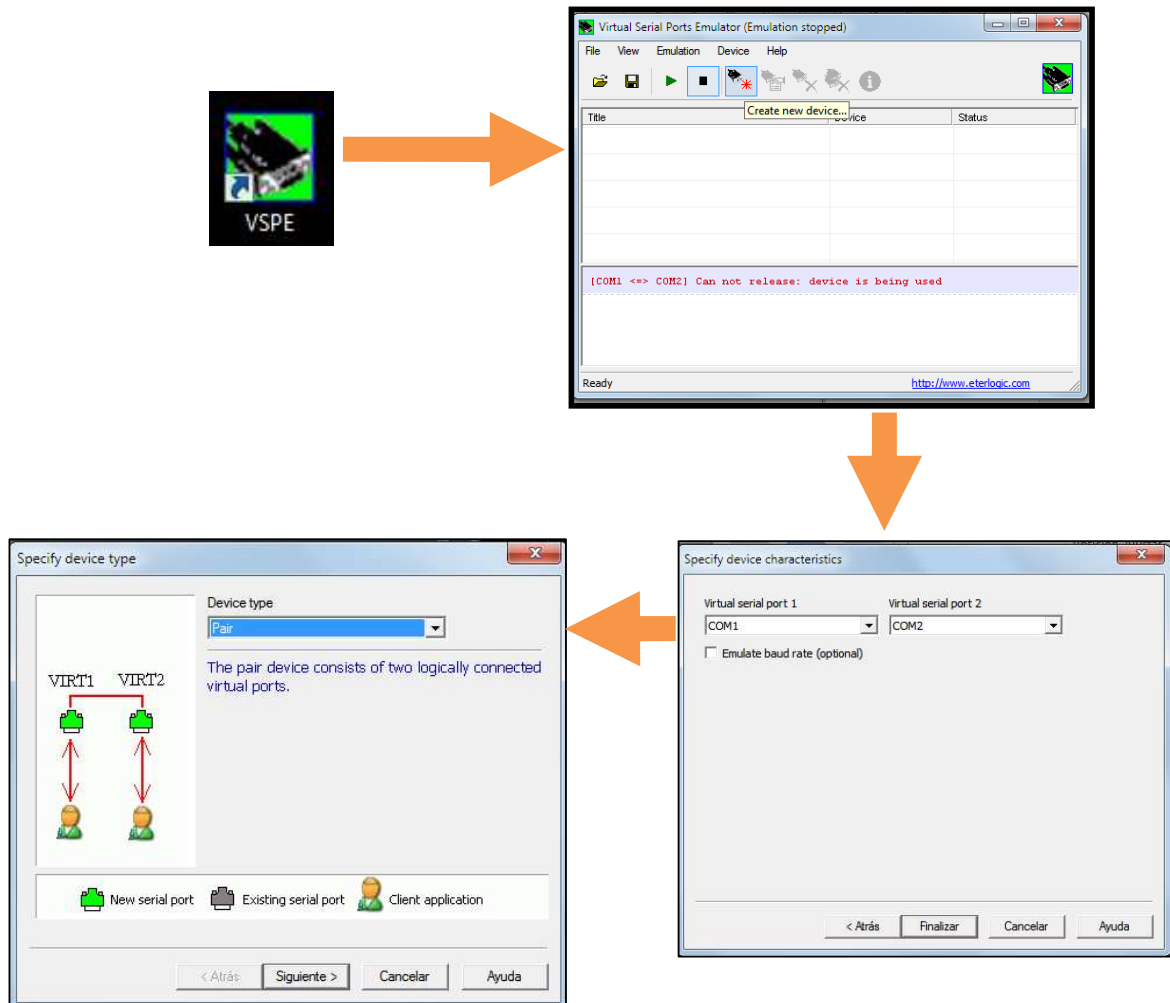 VSPE
Virtual Serial Ports Emulator (Emulation stopped)
File View Emulation Device Help
Create new device...
Title Device Status
[COM1 <=> COM2] Can not release: device is being used
Ready http://www.eterlogic.com
Specify device type
Device type
Pair
The pair device consists of two logically connected
virtual ports.
VIRT1 VIRT2
New serial port Existing serial port Client application
< Atrás Siguiente > Cancelar Ayuda
Specify device characteristics
Virtual serial port 1 Virtual serial port 2
COM1 COM2
Emulate baud rate (optional)
< Atrás Finalizar Cancelar Ayuda